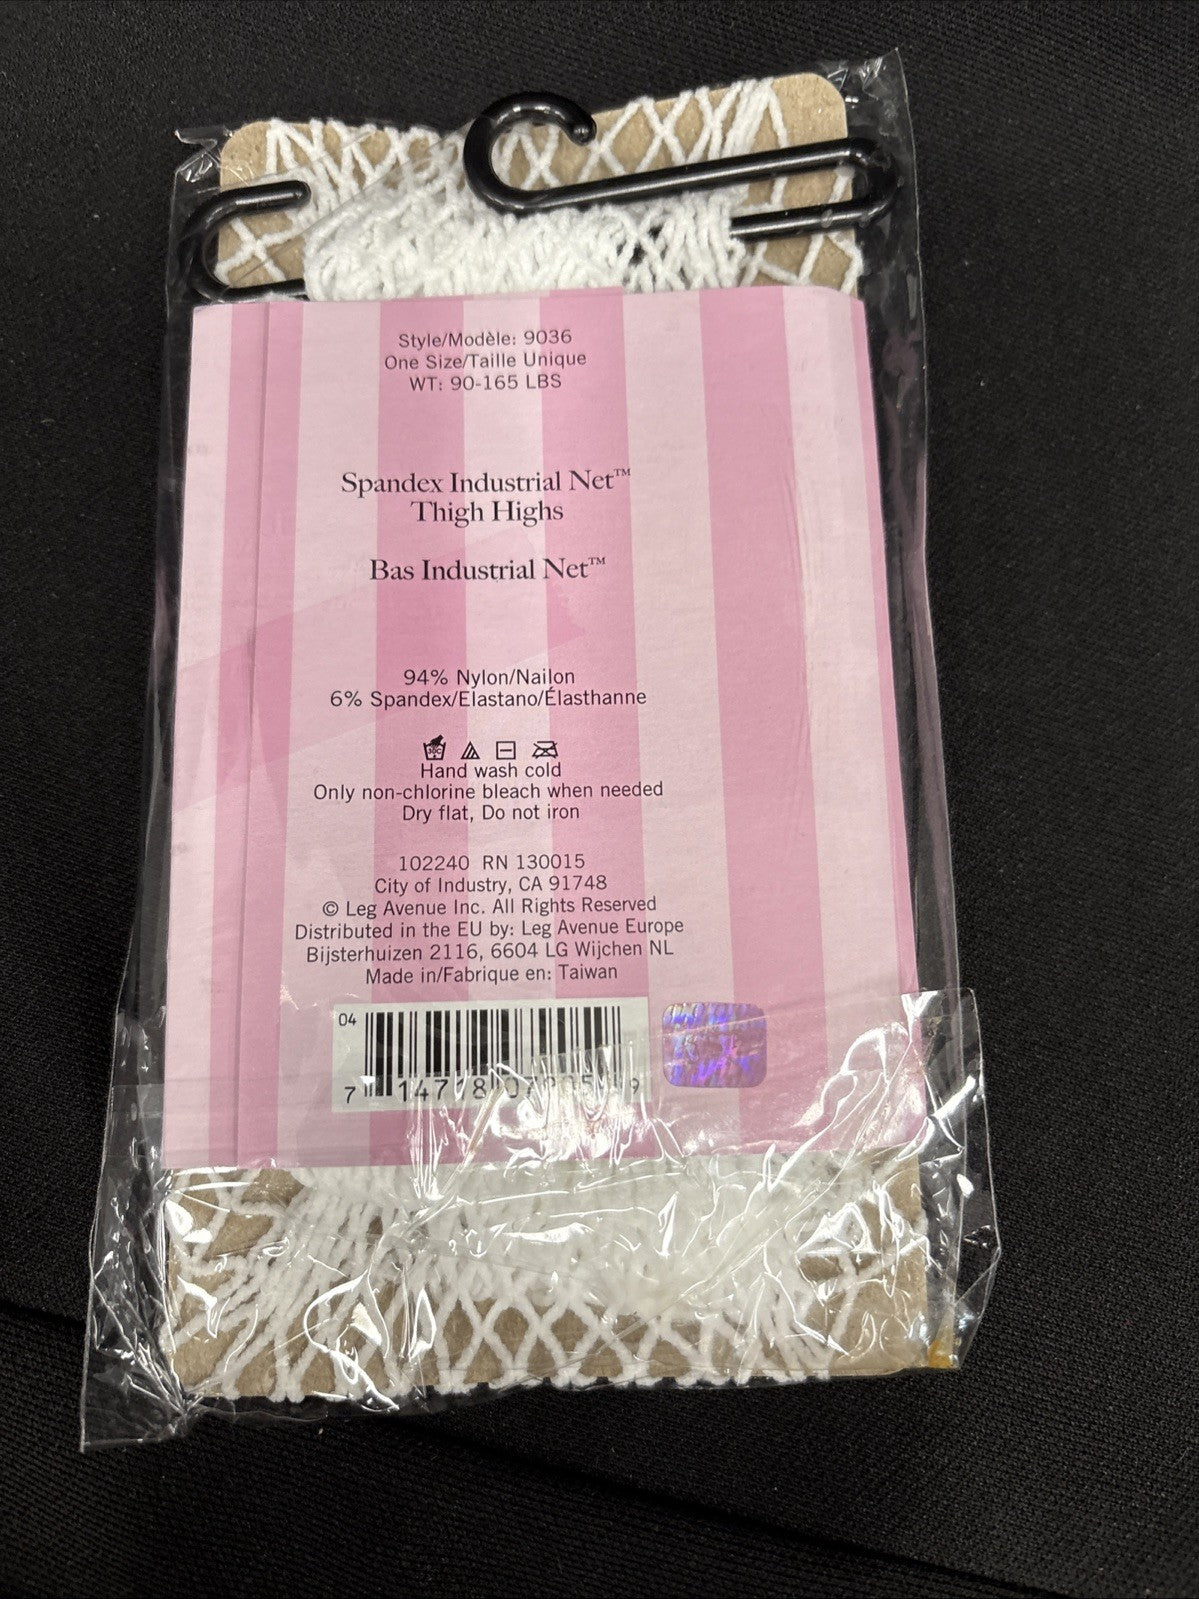 Style/Modèle: 9036
One Size/Taille Unique
WT: 90-165 LBS
Spandex Industrial Net™
Thigh Highs
Bas Industrial Net™
94% Nylon/Nailon
6% Spandex/Elastano/Élasthanne
30C
Hand wash cold
Only non-chlorine bleach when needed
Dry flat, Do not iron
102240 RN 130015
City of Industry, CA 91748
© Leg Avenue Inc. All Rights Reserved
Distributed in the EU by: Leg Avenue Europe
Bijsterhuizen 2116, 6604 LG Wijchen NL
Made in/Fabrique en: Taiwan
04
7 14718